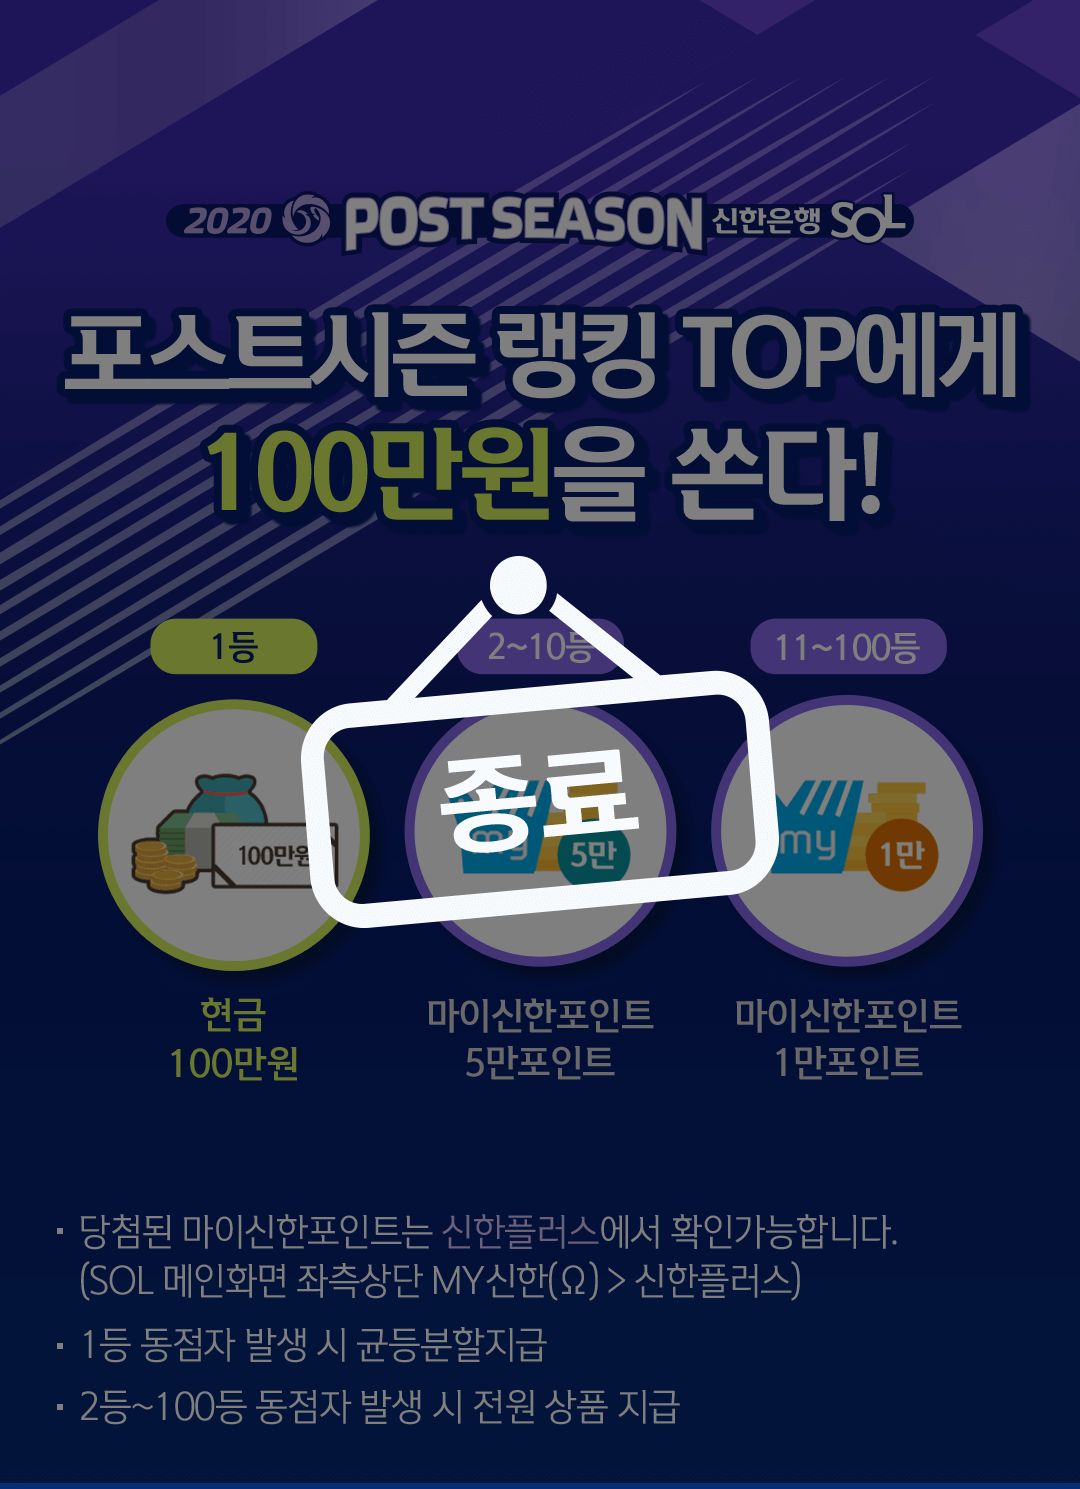 2020 POST SEASON 신한은행 SOL
포스트시즌 랭킹 TOP에게
100만원을 쏜다!
1등
2~10등
11~100등
종료
100만원
my 5만
my 1만
현금
100만원
마이신한포인트
5만포인트
마이신한포인트
1만포인트
· 당첨된 마이신한포인트는 신한플러스에서 확인가능합니다.
(SOL 메인화면 좌측상단 MY신한(Ω) > 신한플러스)
· 1등 동점자 발생 시 균등분할지급
· 2등~100등 동점자 발생 시 전원 상품 지급